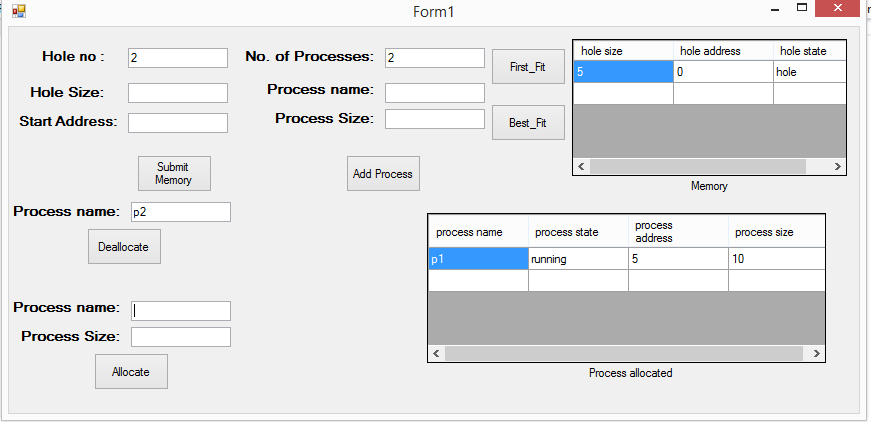 Form1
Hole no :
2
No. of Processes:
2
First_Fit
Hole Size:
Process name:
Start Address:
Process Size:
Best_Fit
hole size hole address hole state
5 0 hole
Memory
Submit
Memory
Add Process
Process name:
p2
Deallocate
process name process state process
address process size
p1 running 5 10
Process allocated
Process name:
Process Size:
Allocate